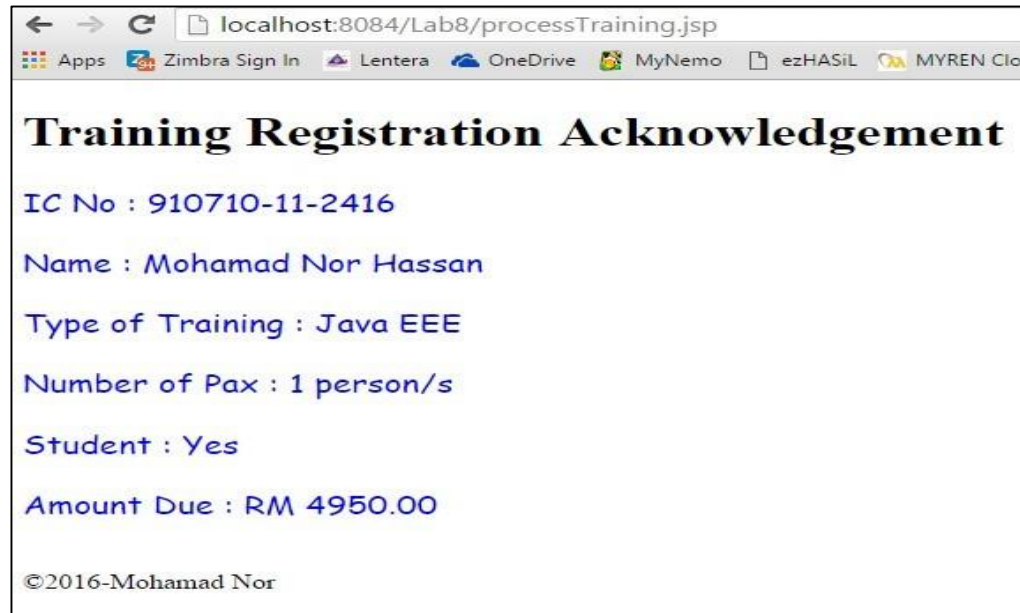 localhost:8084/Lab8/processTraining.jsp
Apps Zimbra Sign In Lentera OneDrive MyNemo ezHASiL MYREN Clo
Training Registration Acknowledgement
IC No : 910710-11-2416
Name : Mohamad Nor Hassan
Type of Training : Java EEE
Number of Pax : 1 person/s
Student : Yes
Amount Due : RM 4950.00
©2016-Mohamad Nor